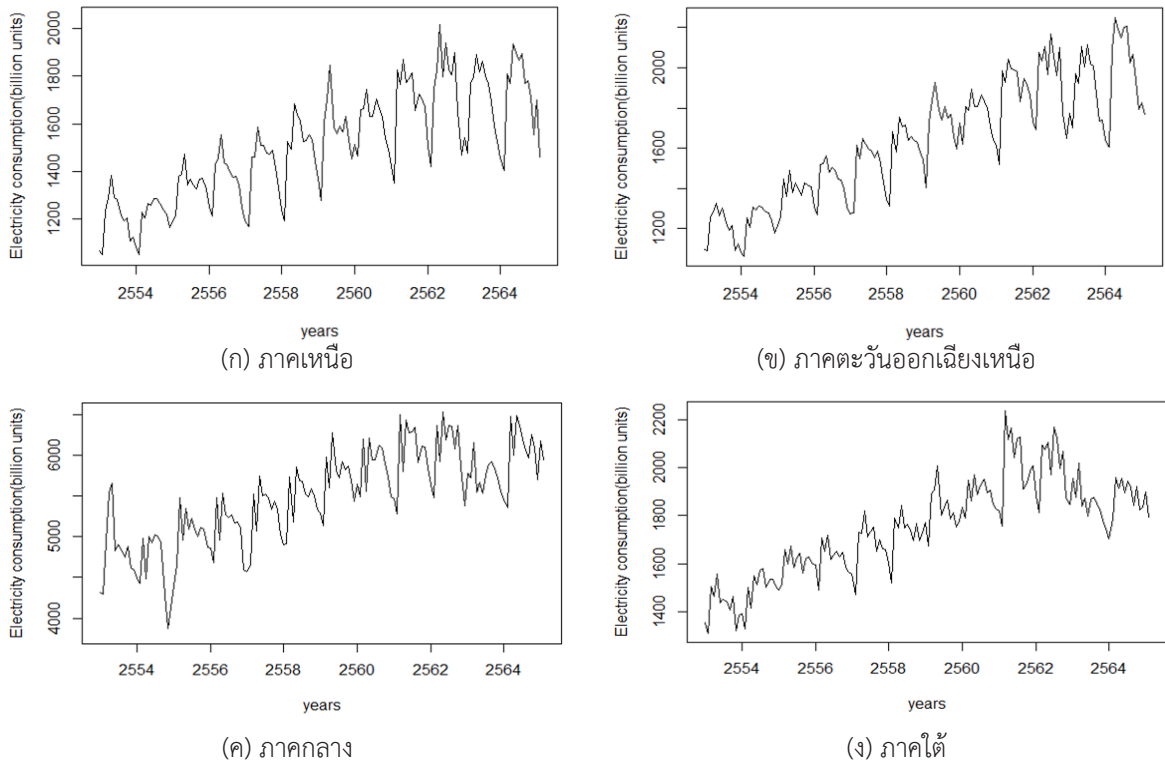 Electricity consumption(billion units)
1200 1400 1600 1800 2000
2554 2556 2558 2560 2562 2564
years
(ก) ภาคเหนือ
Electricity consumption(billion units)
1200 1600 2000
2554 2556 2558 2560 2562 2564
years
(ข) ภาคตะวันออกเฉียงเหนือ
Electricity consumption(billion units)
4000 5000 6000
2554 2556 2558 2560 2562 2564
years
(ค) ภาคกลาง
Electricity consumption(billion units)
1400 1600 1800 2000 2200
2554 2556 2558 2560 2562 2564
years
(ง) ภาคใต้